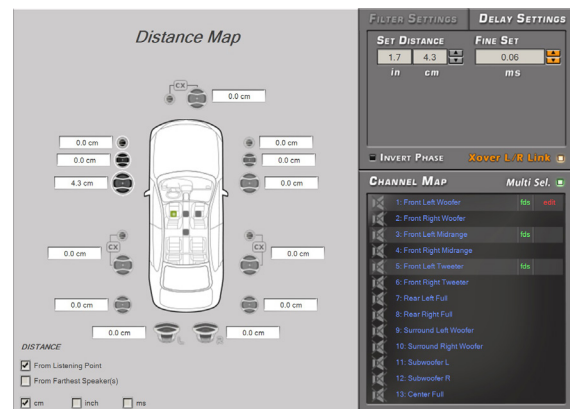 Distance Map
CX
0.0 cm
0.0 cm
0.0 cm
0.0 cm
0.0 cm
4.3 cm
0.0 cm
CX
CX
0.0 cm
0.0 cm
0.0 cm
0.0 cm
0.0 cm
0.0 cm
L
R
DISTANCE
From Listening Point
From Farthest Speaker(s)
cm inch ms
FILTER SETTINGS DELAY SETTINGS
SET DISTANCE FINE SET
1.7 4.3 0.06
in cm ms
INVERT PHASE Xover L/R Link
CHANNEL MAP Multi Sel.
1: Front Left Woofer fds edit
2: Front Right Woofer
3: Front Left Midrange fds
4: Front Right Midrange
5: Front Left Tweeter fds
6: Front Right Tweeter
7: Rear Left Full
8: Rear Right Full
9: Surround Left Woofer
10: Surround Right Woofer
11: Subwoofer L
12: Subwoofer R
13: Center Full